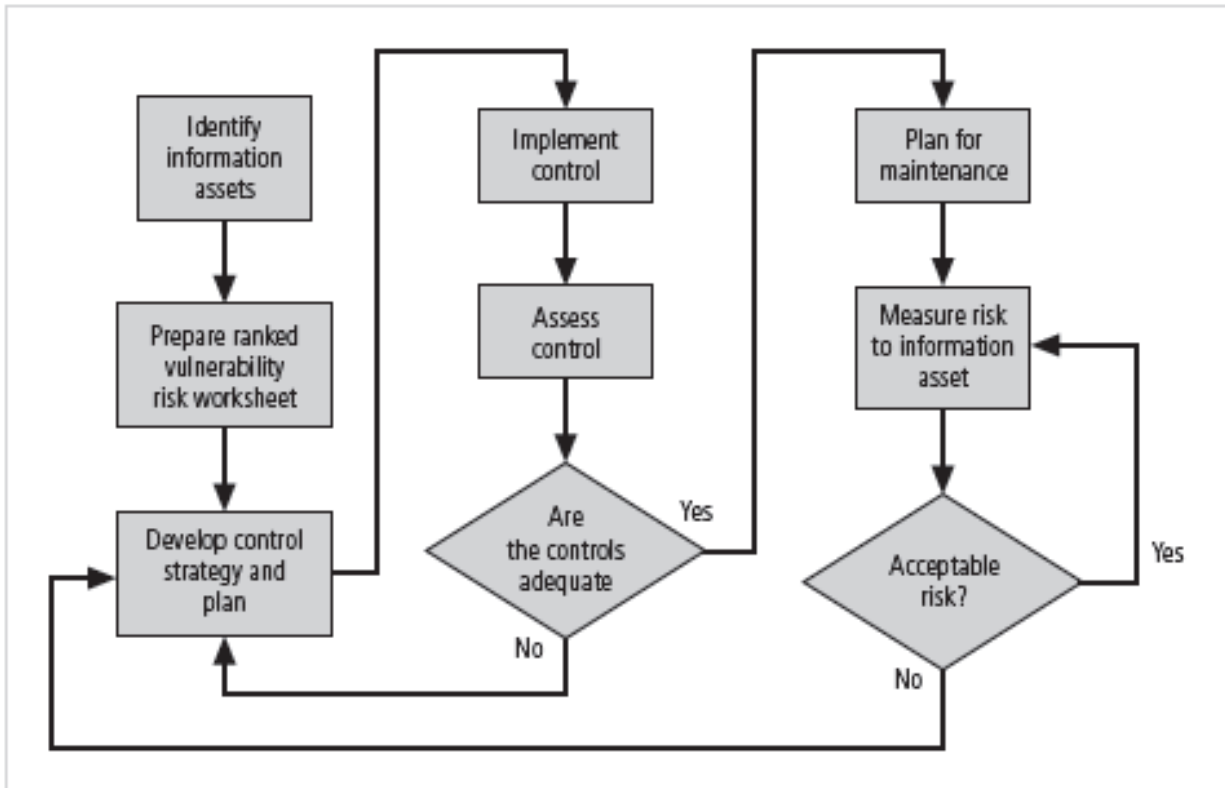 Identify
information
assets
Prepare ranked
vulnerability
risk worksheet
Develop control
strategy and
plan
Implement
control
Assess
control
Are
the controls
adequate
Yes
No
Plan for
maintenance
Measure risk
to information
asset
Acceptable
risk?
Yes
No